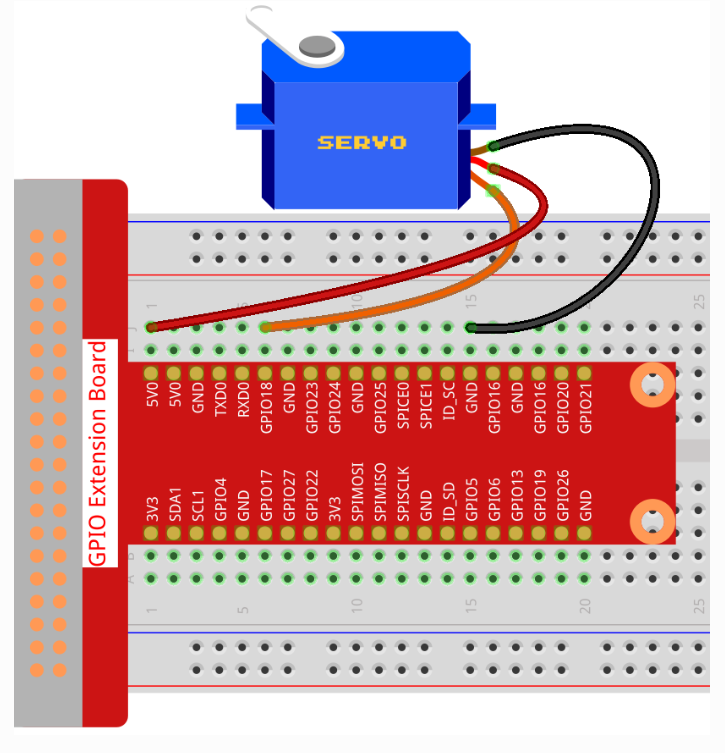 SERVO
1 5 10 15 25
J
I
5V0 5V0 GND TXD0 RXD0 GPIO18 GND GPIO23 GPIO24 GND GPIO25 SPICE0 SPICE1 ID_SC GND GPIO16 GND GPIO16 GPIO20 GPIO21
GPIO Extension Board
3V3 SDA1 SCL1 GPIO4 GND GPIO17 GPIO27 GPIO22 3V3 SPIMOSI SPIMISO SPISCLK GND ID_SD GPIO5 GPIO6 GPIO13 GPIO19 GPIO26 GND
B
A
1 5 10 15 20 25